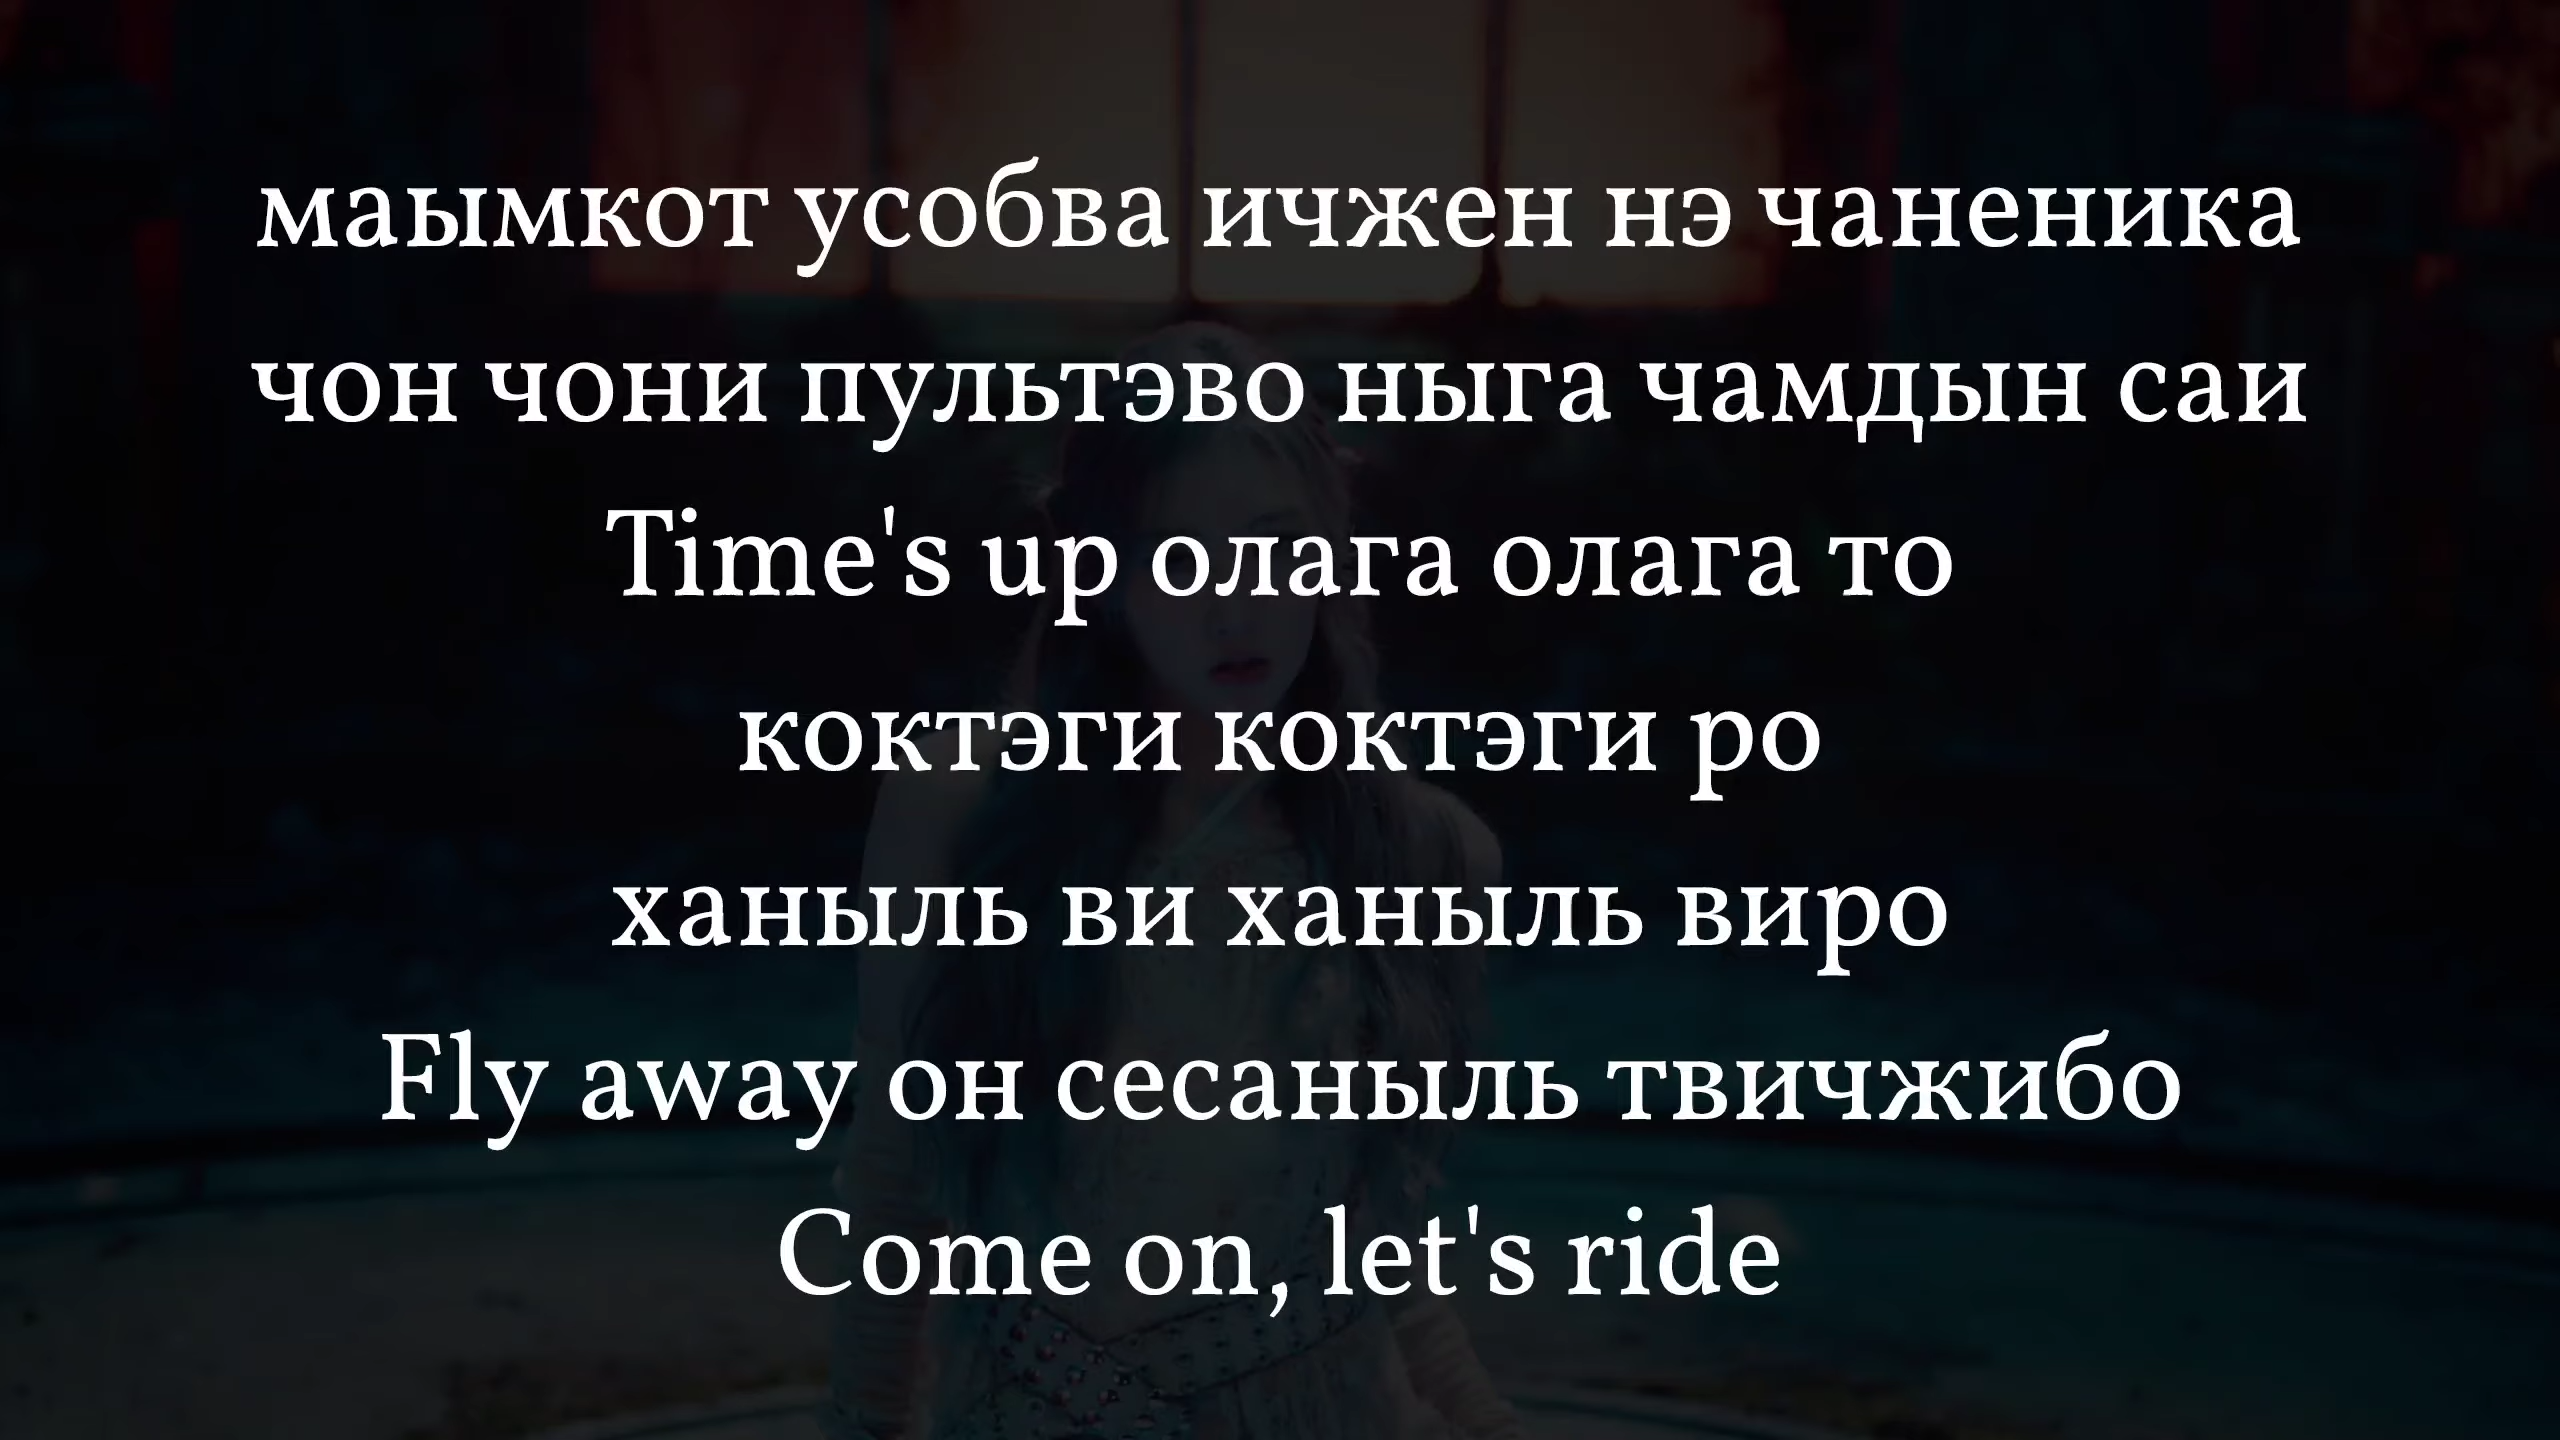 маымкот усобва ичжен нэ чаненика
чон чони пультэво ныга чамдын саи
Time's up олага олага то
коктэги коктэги ро
ханыль ви ханыль виро
Fly away он сесаныль твичжибо
Come on, let's ride